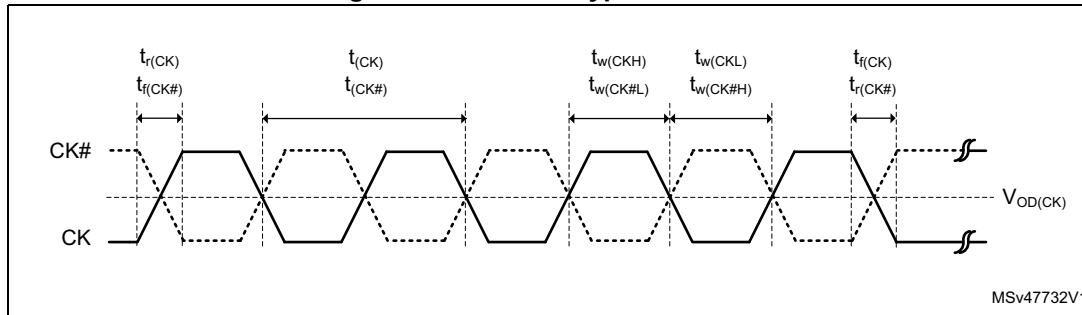 t_r(CK) t_(CK) t_w(CKH) t_w(CKL) t_f(CK)
t_f(CK#) t_(CK#) t_w(CK#L) t_w(CK#H) t_r(CK#)
CK#
V_OD(CK)
CK
MSv47732V1